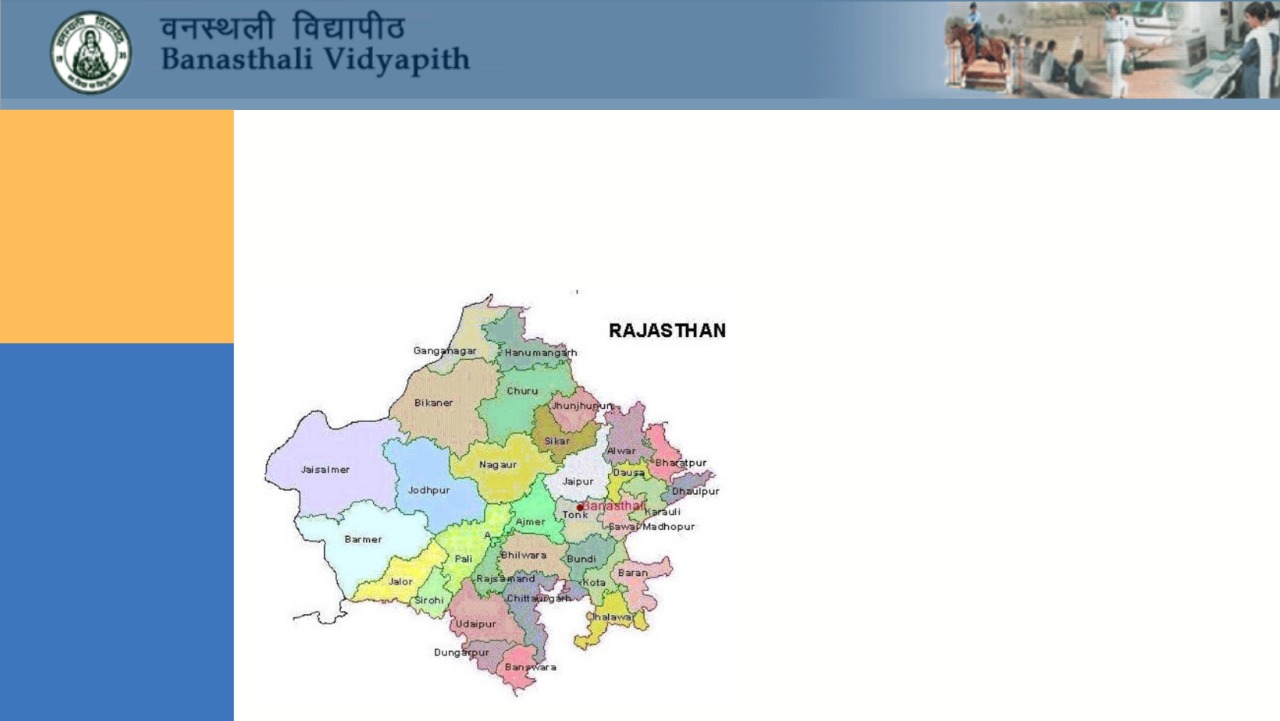 वनस्थली विद्यापीठ
Banasthali Vidyapith
RAJASTHAN
Ganganagar
Hanumangarh
Churu
Bikaner
Jhunjhunun
Sikar
Alwar
Bharatpur
Nagaur
Jaisalmer
Dausa
Jaipur
Jodhpur
Dhaulpur
Banasthali
Karauli
Tonk
Ajmer
Sawai Madhopur
A
Barmer
Bhilwara
Pali
Bundi
Baran
Rajsamand
Jalor
Kota
Chittaurgarh
Sirohi
Jhalawar
Udaipur
Dungarpur
Banswara